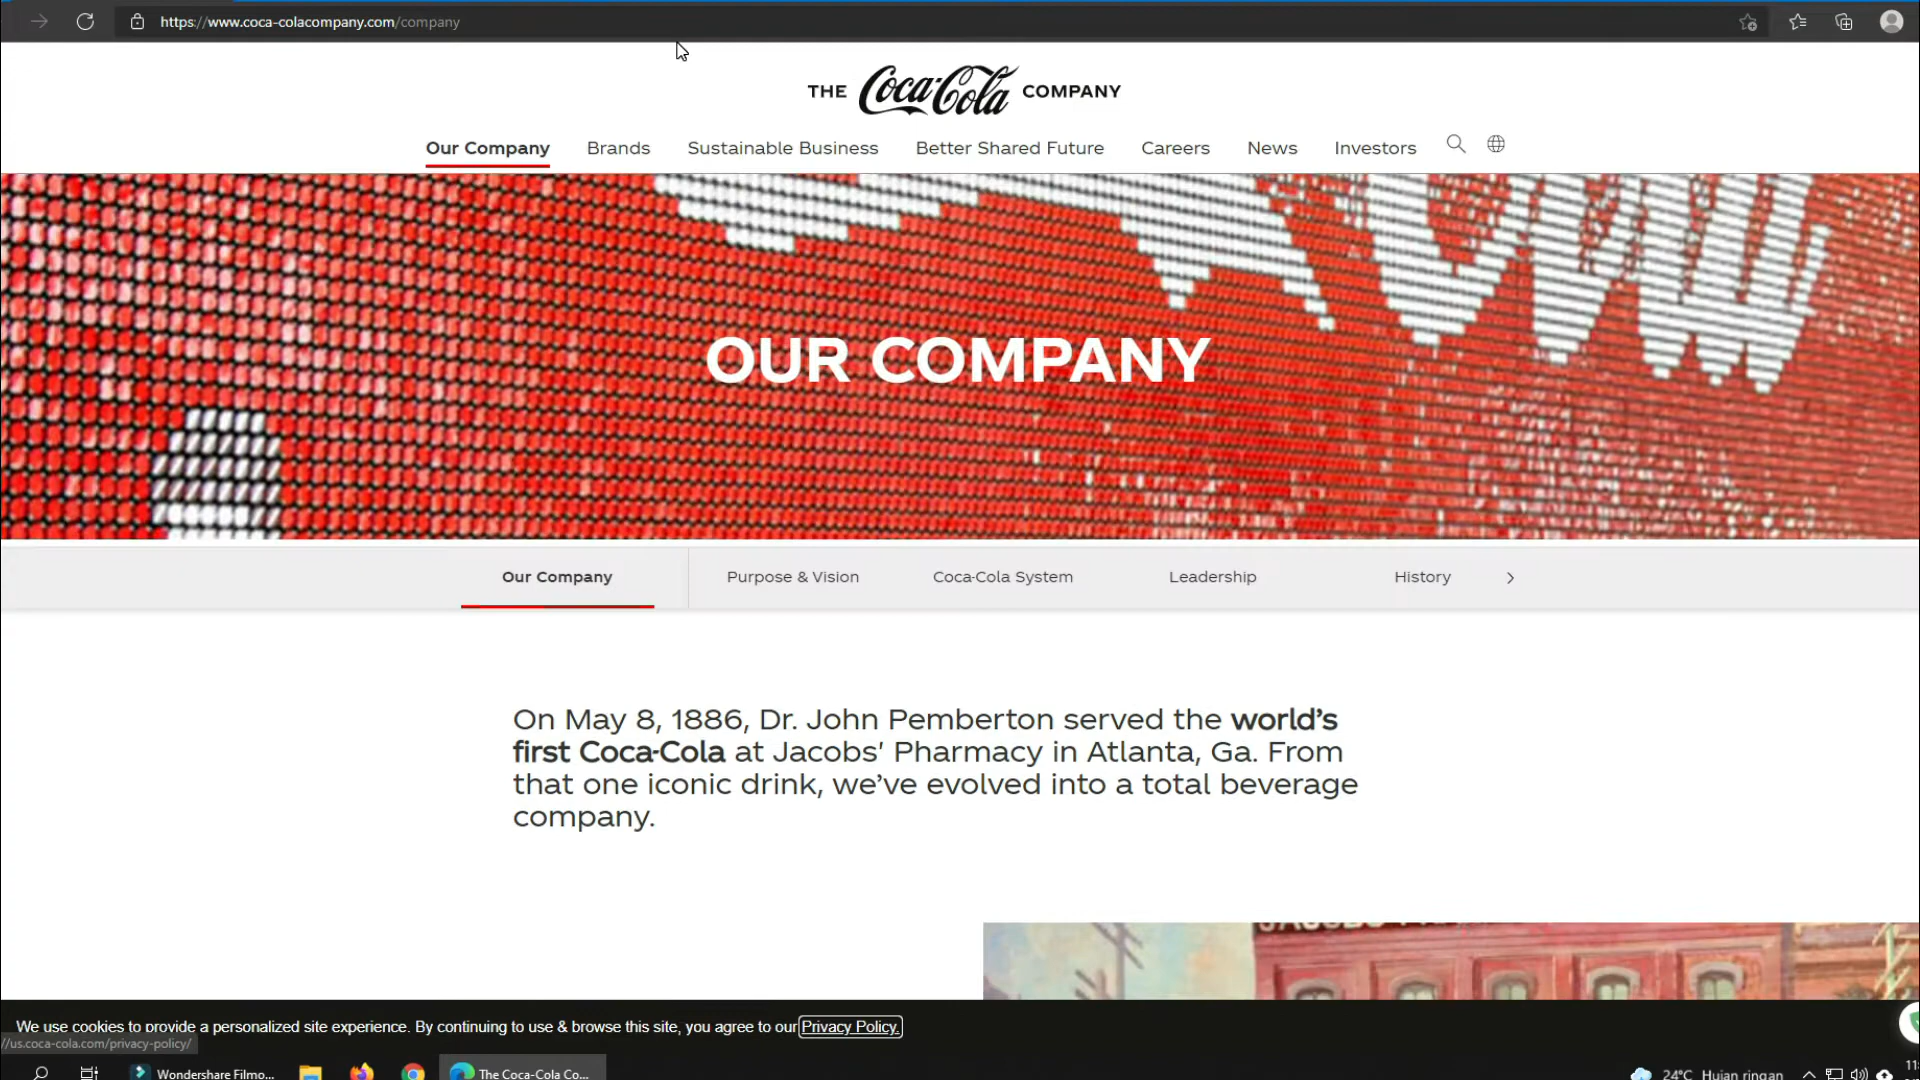 https://www.coca-colacompany.com/company
THE Coca-Cola COMPANY
Our Company Brands Sustainable Business Better Shared Future Careers News Investors
OUR COMPANY
Our Company Purpose & Vision Coca-Cola System Leadership History
On May 8, 1886, Dr. John Pemberton served the world's
first Coca-Cola at Jacobs' Pharmacy in Atlanta, Ga. From
that one iconic drink, we've evolved into a total beverage
company.
We use cookies to provide a personalized site experience. By continuing to use & browse this site, you agree to our Privacy Policy.
//us.coca-cola.com/privacy-policy/
Wondershare Filmo... The Coca-Cola Co... 24°C Hujan ringan